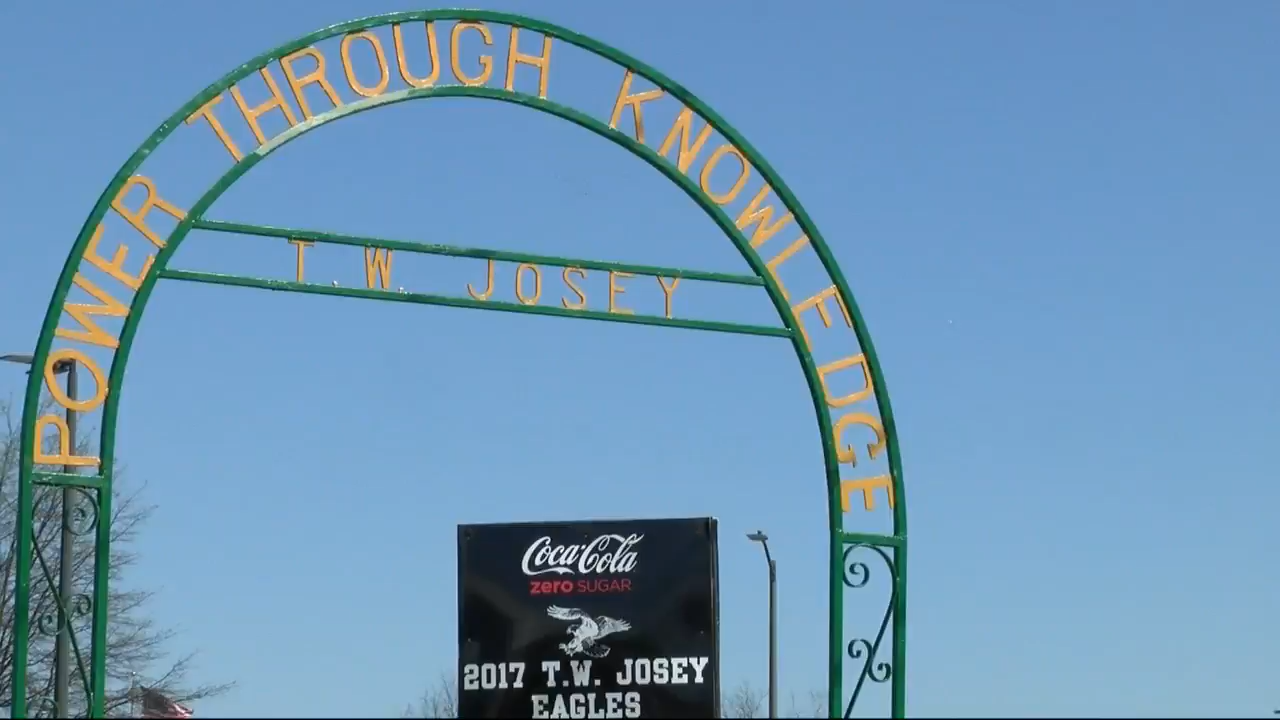 POWER THROUGH KNOWLEDGE
T.W. JOSEY
Coca-Cola
zero SUGAR
2017 T.W. JOSEY
EAGLES